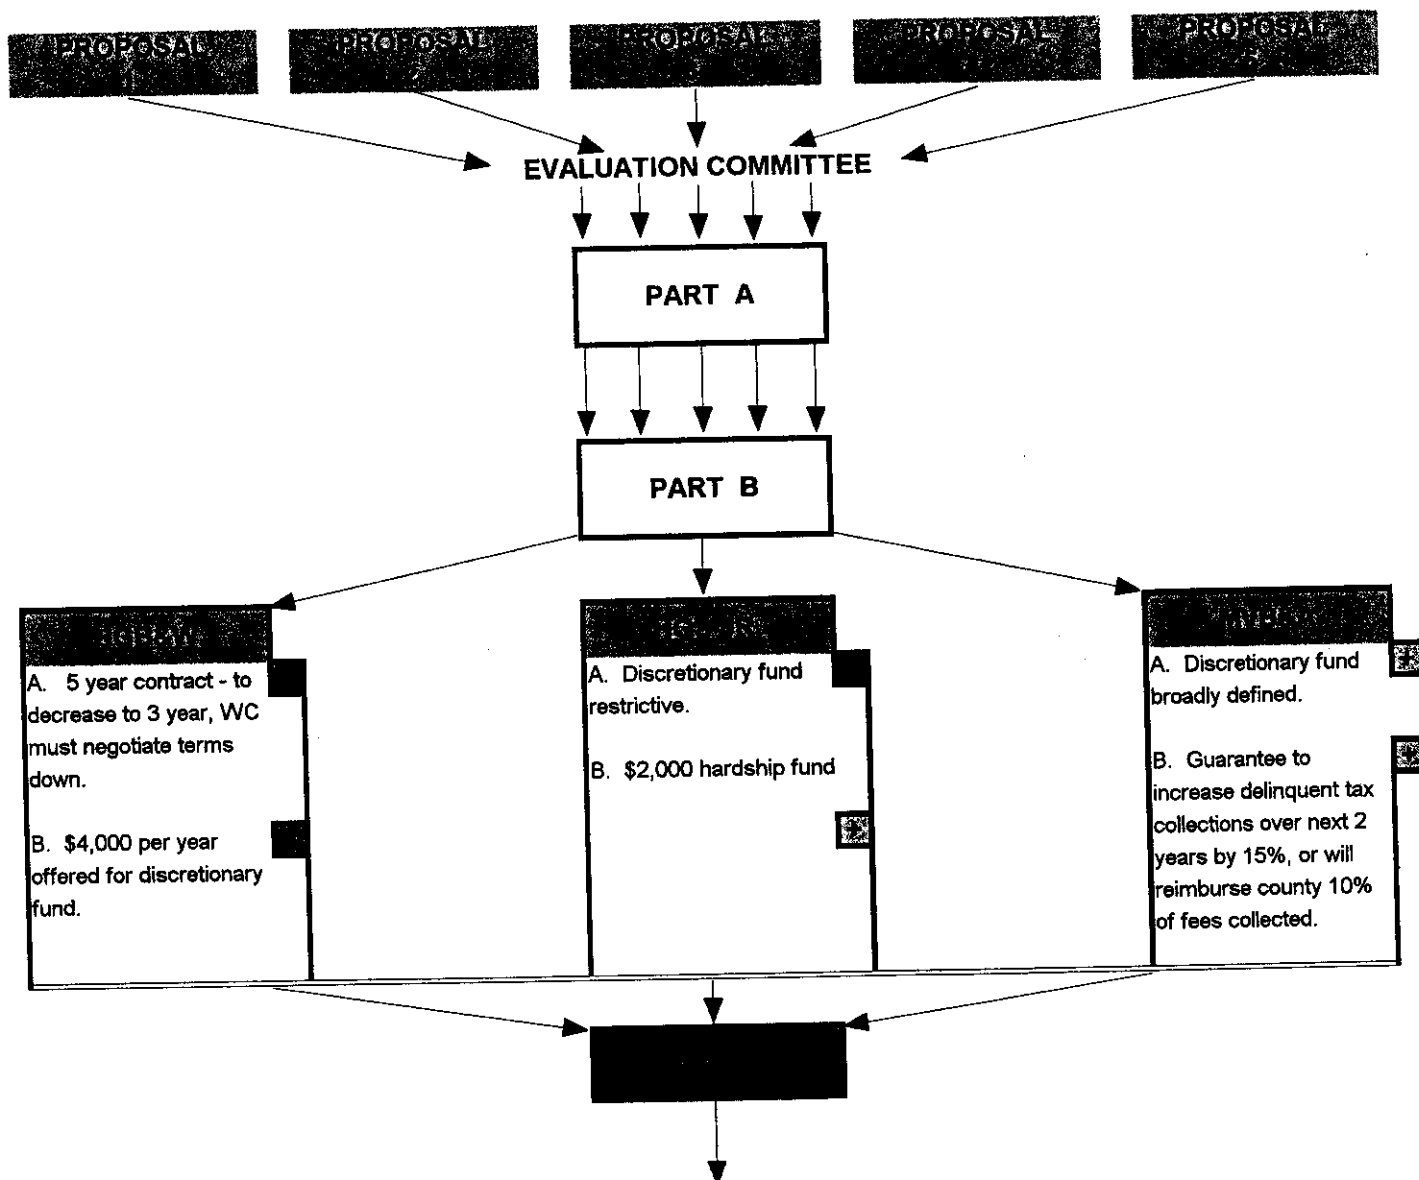 PROPOSAL
PROPOSAL
PROPOSAL
PROPOSAL
PROPOSAL
EVALUATION COMMITTEE
PART A
PART B
A. 5 year contract - to
decrease to 3 year, WC
must negotiate terms
down.
B. $4,000 per year
offered for discretionary
fund.
A. Discretionary fund
restrictive.
B. $2,000 hardship fund
+
A. Discretionary fund
broadly defined.
+
B. Guarantee to
increase delinquent tax
collections over next 2
years by 15%, or will
reimburse county 10%
of fees collected.
+